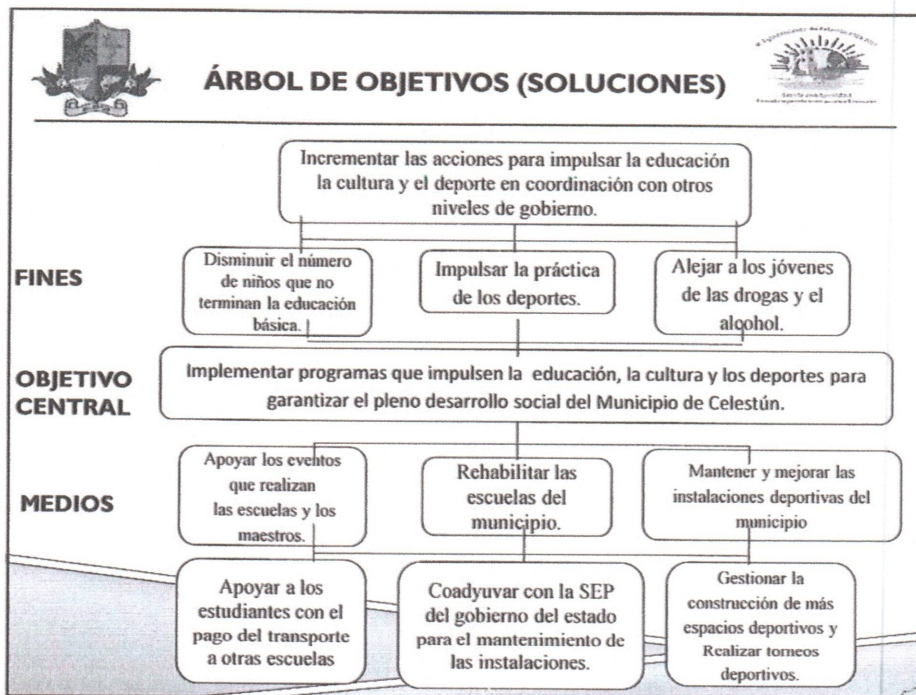 ÁRBOL DE OBJETIVOS (SOLUCIONES)
Incrementar las acciones para impulsar la educación
la cultura y el deporte en coordinación con otros
niveles de gobierno.
FINES
Disminuir el número
de niños que no
terminan la educación
básica.
Impulsar la práctica
de los deportes.
Alejar a los jóvenes
de las drogas y el
alcohol.
OBJETIVO
CENTRAL
Implementar programas que impulsen la educación, la cultura y los deportes para
garantizar el pleno desarrollo social del Municipio de Celestún.
MEDIOS
Apoyar los eventos
que realizan
las escuelas y los
maestros.
Rehabilitar las
escuelas del
municipio.
Mantener y mejorar las
instalaciones deportivas del
municipio
Apoyar a los
estudiantes con el
pago del transporte
a otras escuelas
Coadyuvar con la SEP
del gobierno del estado
para el mantenimiento de
las instalaciones.
Gestionar la
construcción de más
espacios deportivos y
Realizar torneos
deportivos.